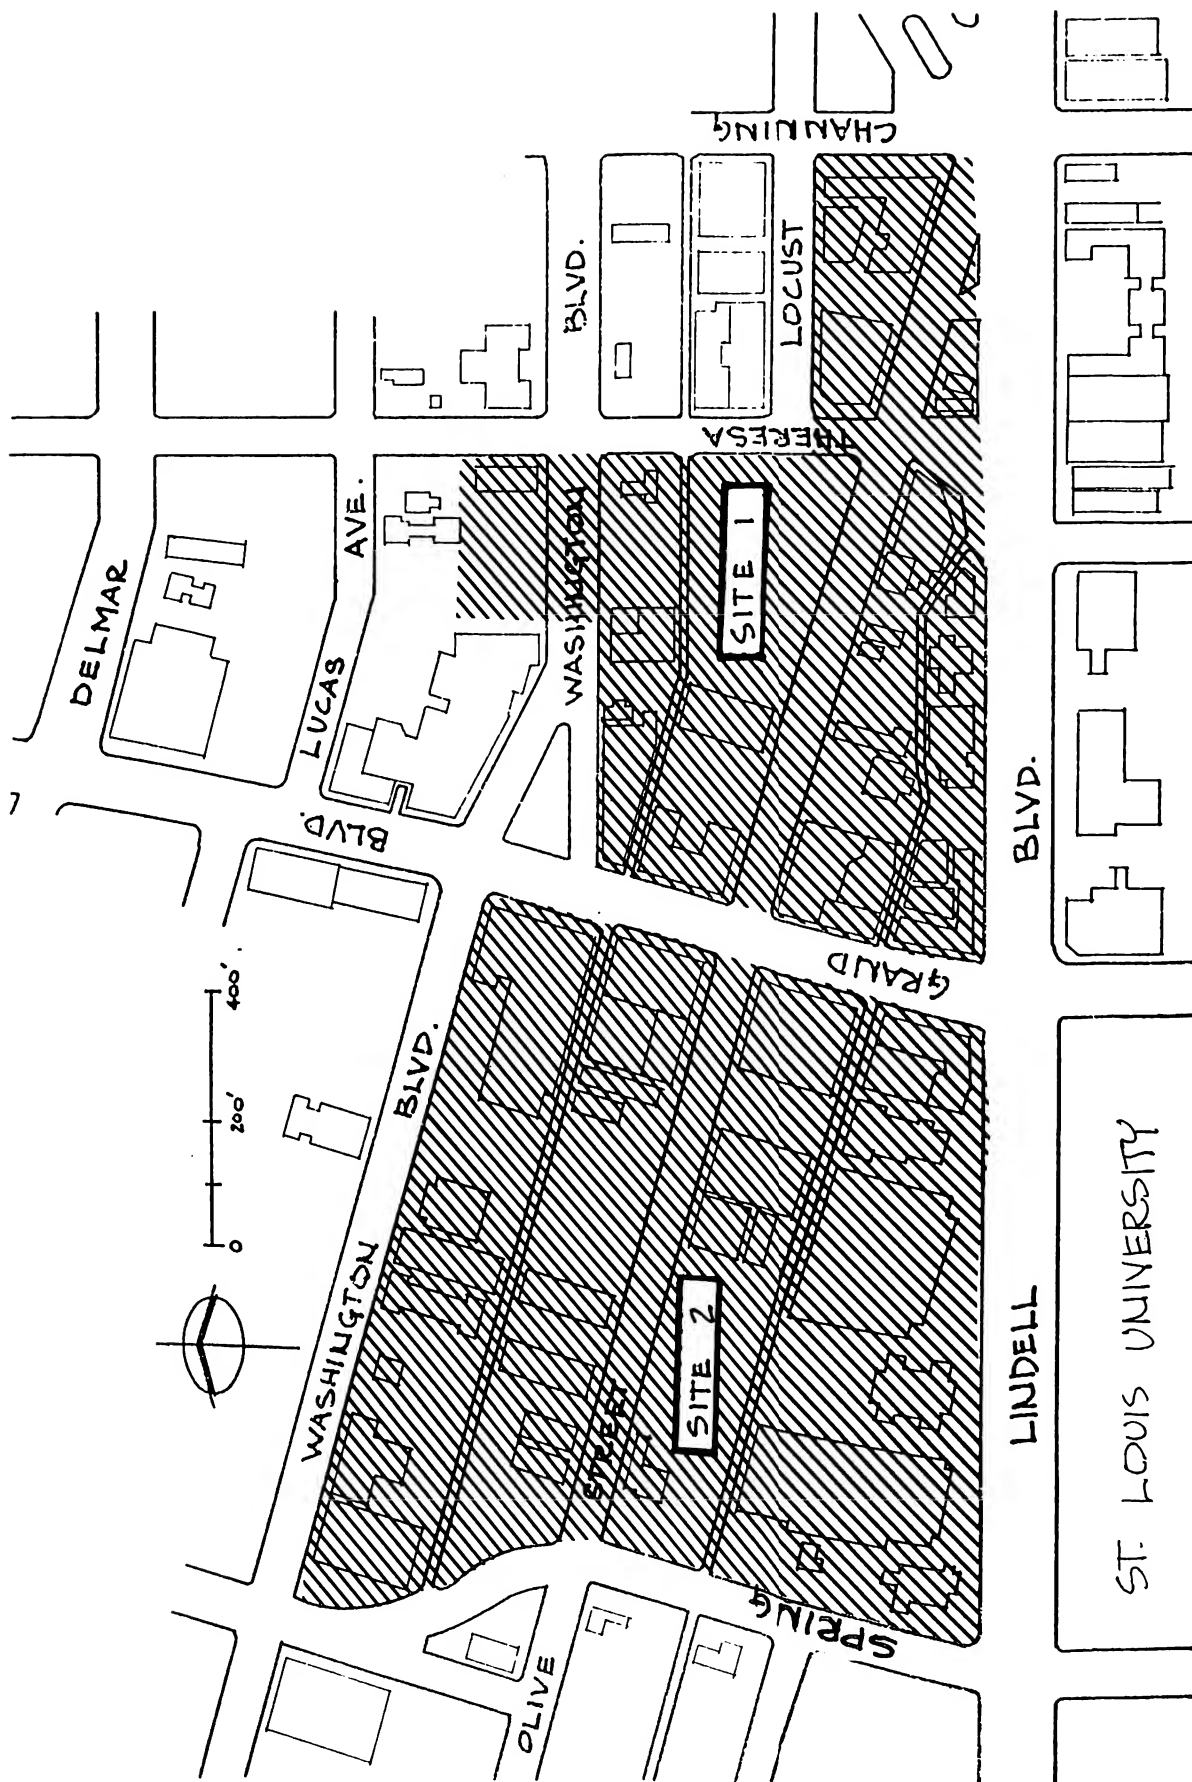 CHANNING
BLVD.
LOCUST
THERESA
AVE.
DELMAR
LUCAS
WASHINGTON
SITE 1
BLVD.
BLVD.
GRAND
400'
200'
0
BLVD.
WASHINGTON
SITE 2
STREET
LINDELL
ST. LOUIS UNIVERSITY
SPRING
OLIVE